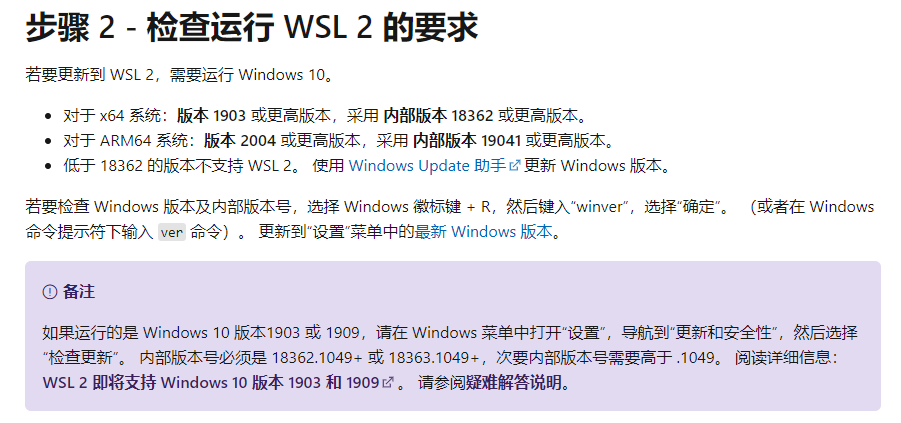 步骤 2 - 检查运行 WSL 2 的要求
若要更新到 WSL 2，需要运行 Windows 10。
对于 x64 系统：版本 1903 或更高版本，采用 内部版本 18362 或更高版本。
对于 ARM64 系统：版本 2004 或更高版本，采用 内部版本 19041 或更高版本。
低于 18362 的版本不支持 WSL 2。 使用 Windows Update 助手 更新 Windows 版本。
若要检查 Windows 版本及内部版本号，选择 Windows 徽标键 + R，然后键入“winver”，选择“确定”。 （或者在 Windows
命令提示符下输入 ver 命令）。 更新到“设置”菜单中的最新 Windows 版本。
备注
如果运行的是 Windows 10 版本1903 或 1909，请在 Windows 菜单中打开“设置”，导航到“更新和安全性”，然后选择
“检查更新”。 内部版本号必须是 18362.1049+ 或 18363.1049+，次要内部版本号需要高于 .1049。 阅读详细信息：
WSL 2 即将支持 Windows 10 版本 1903 和 1909 。 请参阅疑难解答说明。